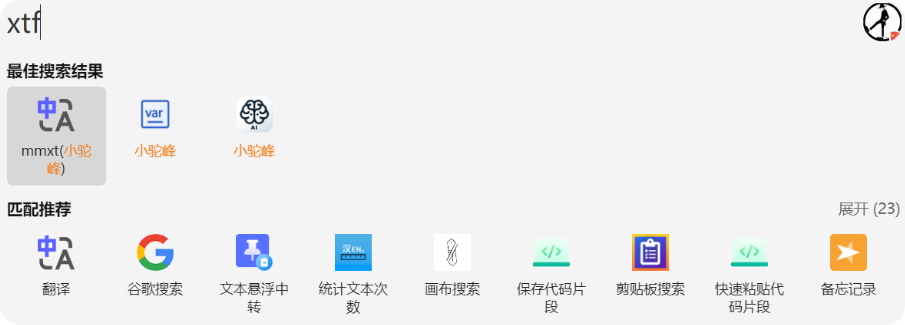 xtf
最佳搜索结果
中A var AI
mmxt(小驼 小驼峰 小驼峰
峰)
匹配推荐 展开 (23)
中A G 汉EN. </> </>
翻译 谷歌搜索 文本悬浮中 统计文本次 画布搜索 保存代码片 剪贴板搜索 快速粘贴代 备忘记录
转 数 段 码片段